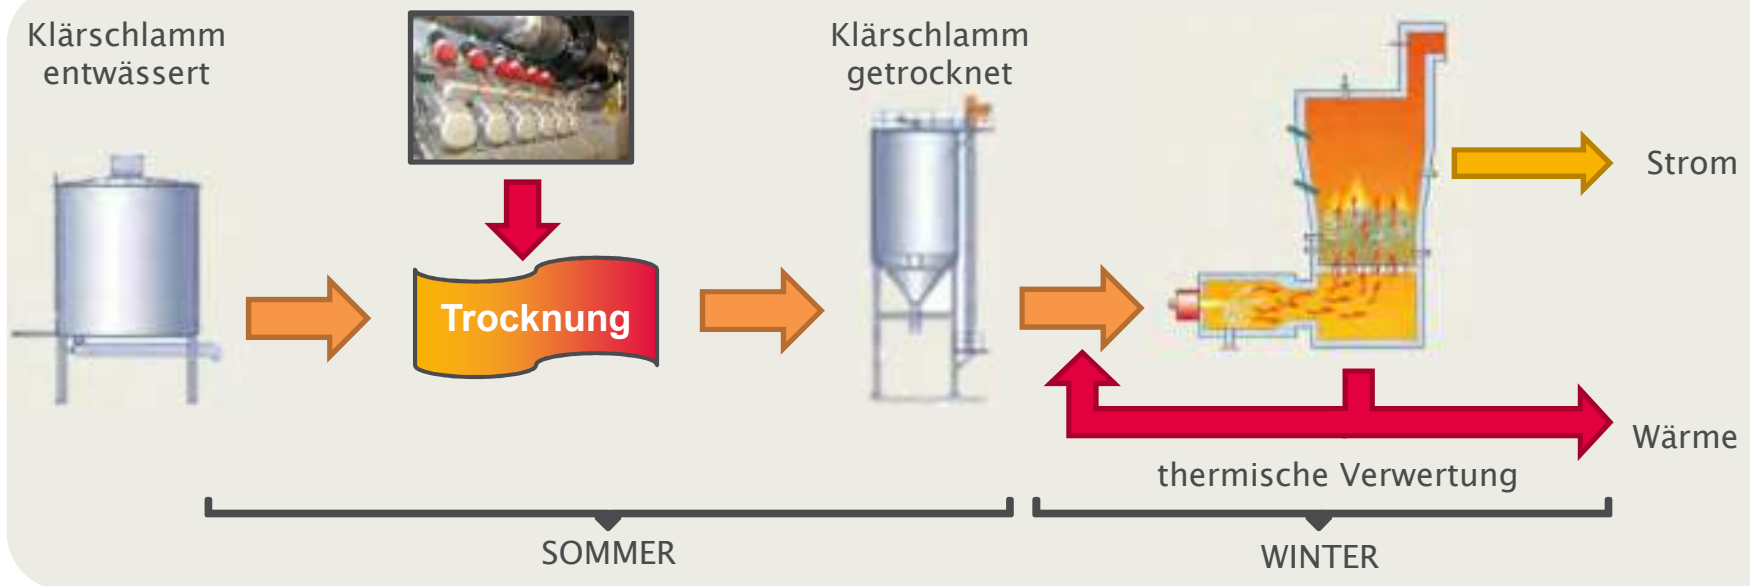 Klärschlamm
entwässert
Klärschlamm
getrocknet
Strom
Trocknung
Wärme
thermische Verwertung
SOMMER
WINTER